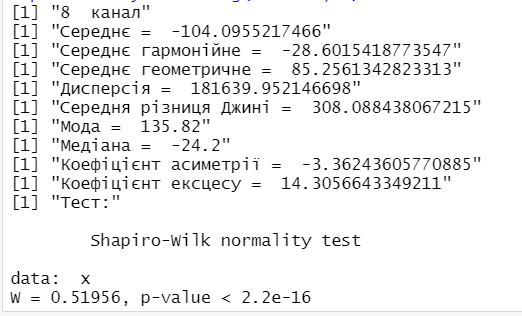 [1] "8  канал"
[1] "Середнє =  -104.0955217466"
[1] "Середнє гармонійне =  -28.6015418773547"
[1] "Середнє геометричне =  85.2561342823313"
[1] "Дисперсія =  181639.952146698"
[1] "Середня різниця Джині =  308.088438067215"
[1] "Мода =  135.82"
[1] "Медіана =  -24.2"
[1] "Коефіцієнт асиметрії =  -3.36243605770885"
[1] "Коефіцієнт ексцесу =  14.3056643349211"
[1] "Тест:"
Shapiro-Wilk normality test
data:  x
W = 0.51956, p-value < 2.2e-16